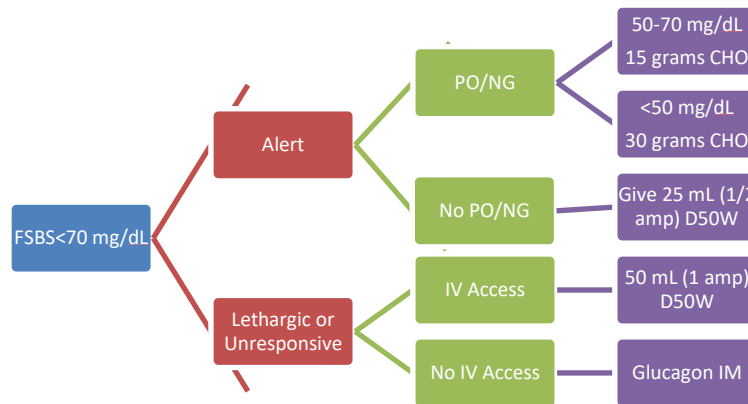 FSBS<70 mg/dL
Alert
Lethargic or
Unresponsive
PO/NG
No PO/NG
IV Access
No IV Access
50-70 mg/dL
15 grams CHO
<50 mg/dL
30 grams CHO
Give 25 mL (1/2
amp) D50W
50 mL (1 amp)
D50W
Glucagon IM